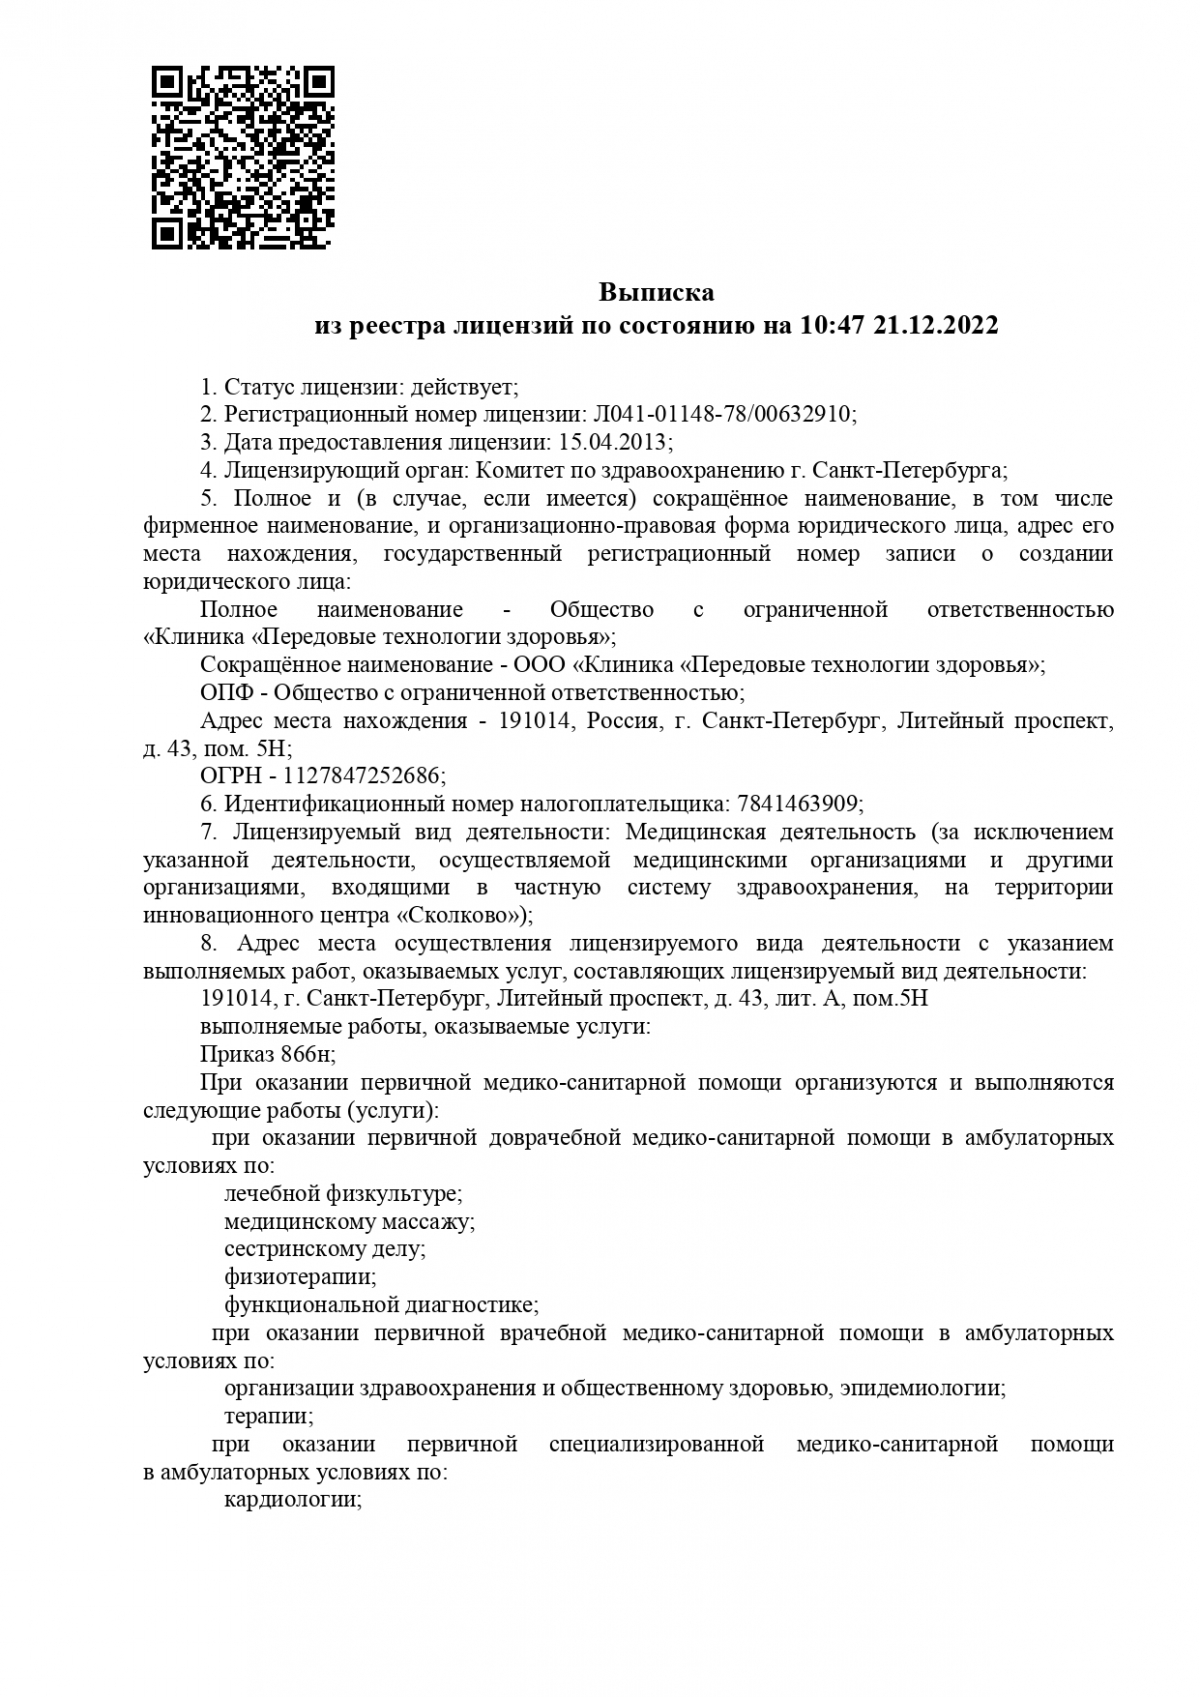 Выписка
из реестра лицензий по состоянию на 10:47 21.12.2022
1. Статус лицензии: действует;
2. Регистрационный номер лицензии: Л041-01148-78/00632910;
3. Дата предоставления лицензии: 15.04.2013;
4. Лицензирующий орган: Комитет по здравоохранению г. Санкт-Петербурга;
5. Полное и (в случае, если имеется) сокращённое наименование, в том числе
фирменное наименование, и организационно-правовая форма юридического лица, адрес его
места нахождения, государственный регистрационный номер записи о создании
юридического лица:
Полное наименование - Общество с ограниченной ответственностью
«Клиника «Передовые технологии здоровья»;
Сокращённое наименование - ООО «Клиника «Передовые технологии здоровья»;
ОПФ - Общество с ограниченной ответственностью;
Адрес места нахождения - 191014, Россия, г. Санкт-Петербург, Литейный проспект,
д. 43, пом. 5Н;
ОГРН - 1127847252686;
6. Идентификационный номер налогоплательщика: 7841463909;
7. Лицензируемый вид деятельности: Медицинская деятельность (за исключением
указанной деятельности, осуществляемой медицинскими организациями и другими
организациями, входящими в частную систему здравоохранения, на территории
инновационного центра «Сколково»);
8. Адрес места осуществления лицензируемого вида деятельности с указанием
выполняемых работ, оказываемых услуг, составляющих лицензируемый вид деятельности:
191014, г. Санкт-Петербург, Литейный проспект, д. 43, лит. А, пом.5Н
выполняемые работы, оказываемые услуги:
Приказ 866н;
При оказании первичной медико-санитарной помощи организуются и выполняются
следующие работы (услуги):
при оказании первичной доврачебной медико-санитарной помощи в амбулаторных
условиях по:
лечебной физкультуре;
медицинскому массажу;
сестринскому делу;
физиотерапии;
функциональной диагностике;
при оказании первичной врачебной медико-санитарной помощи в амбулаторных
условиях по:
организации здравоохранения и общественному здоровью, эпидемиологии;
терапии;
при оказании первичной специализированной медико-санитарной помощи
в амбулаторных условиях по:
кардиологии;